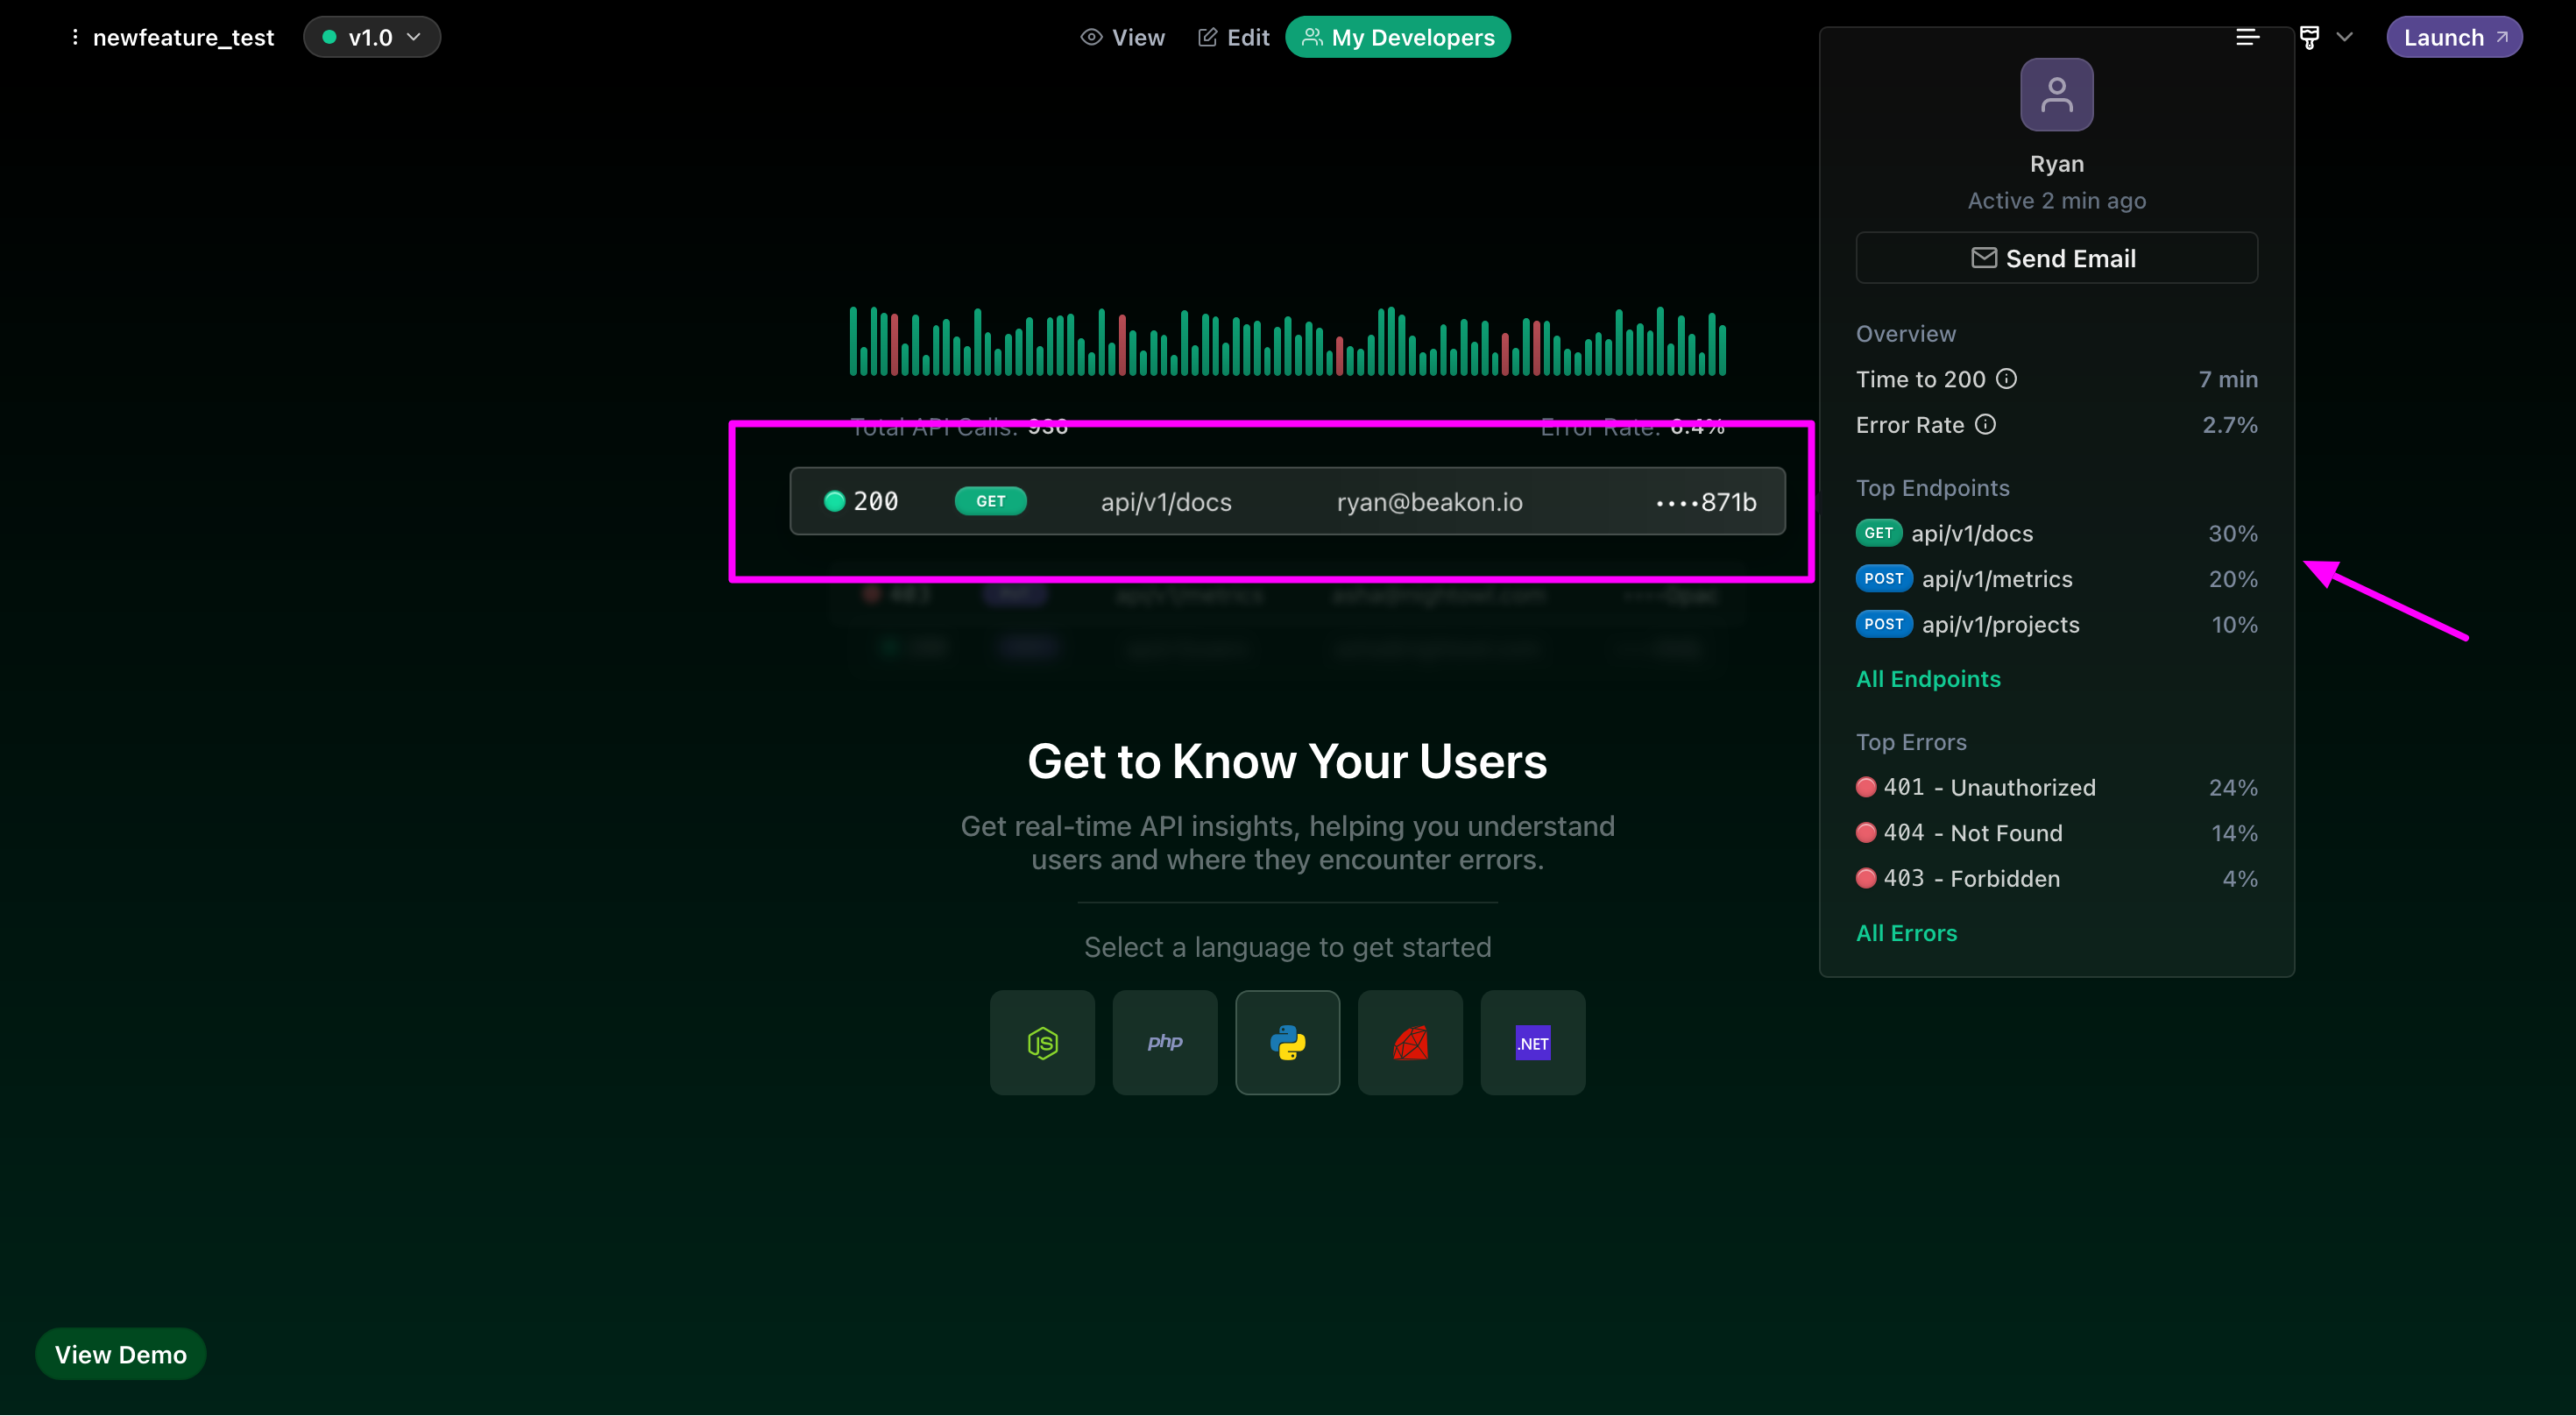 newfeature_test
v1.0
View
Edit
My Developers
Launch
Total API Calls: 936
Error Rate: 6.4%
200 GET api/v1/docs ryan@beakon.io ····871b
Get to Know Your Users
Get real-time API insights, helping you understand
users and where they encounter errors.
Select a language to get started
JS
php
.NET
View Demo
Ryan
Active 2 min ago
Send Email
Overview
Time to 200 7 min
Error Rate 2.7%
Top Endpoints
GET api/v1/docs 30%
POST api/v1/metrics 20%
POST api/v1/projects 10%
All Endpoints
Top Errors
401 - Unauthorized 24%
404 - Not Found 14%
403 - Forbidden 4%
All Errors